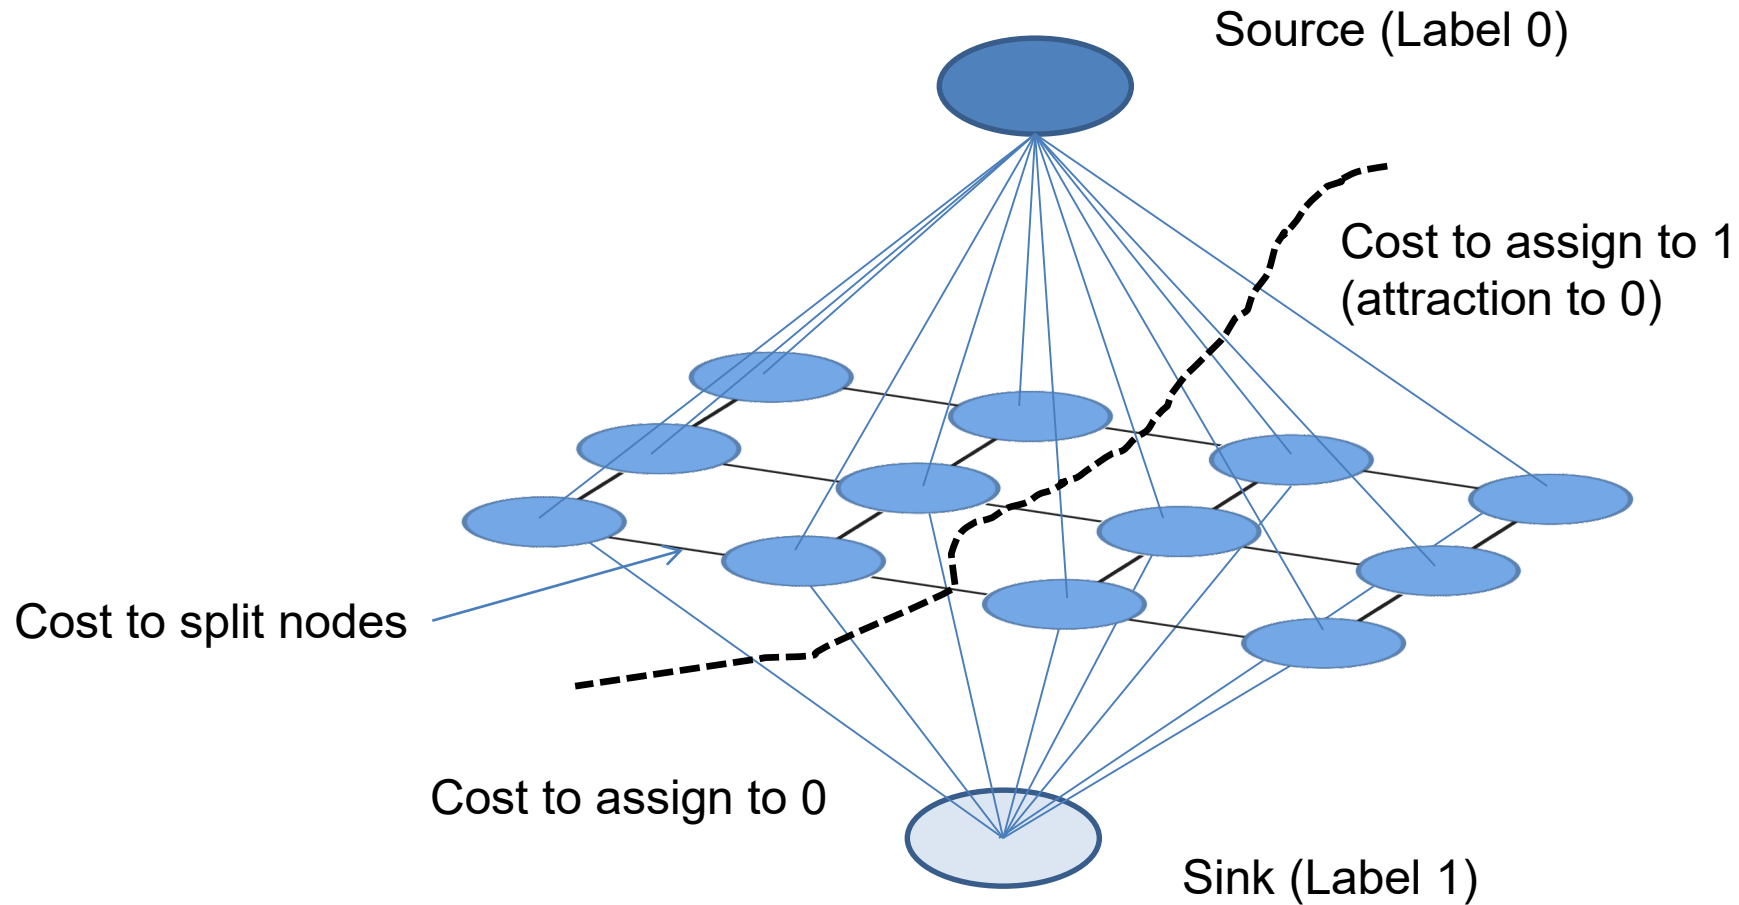 Source (Label 0)
Cost to assign to 1
(attraction to 0)
Cost to split nodes
Cost to assign to 0
Sink (Label 1)